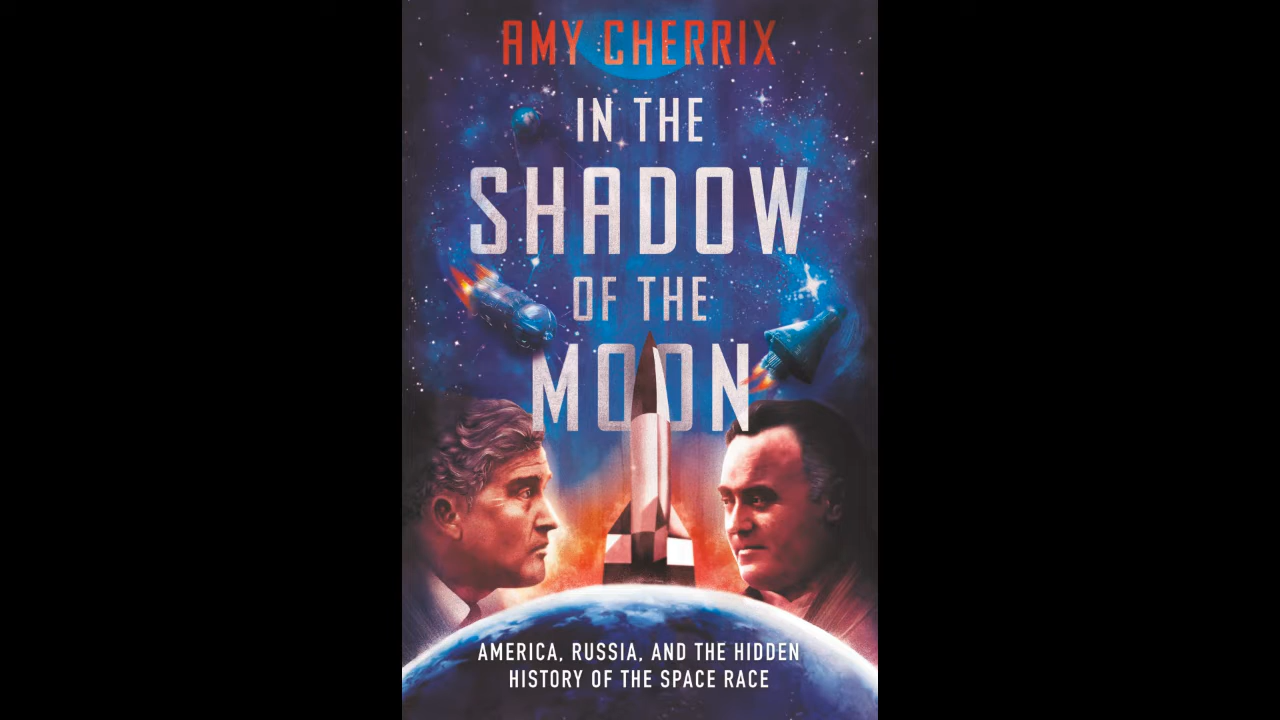 AMY CHERRIX
IN THE
SHADOW
OF THE
MOON
AMERICA, RUSSIA, AND THE HIDDEN
HISTORY OF THE SPACE RACE